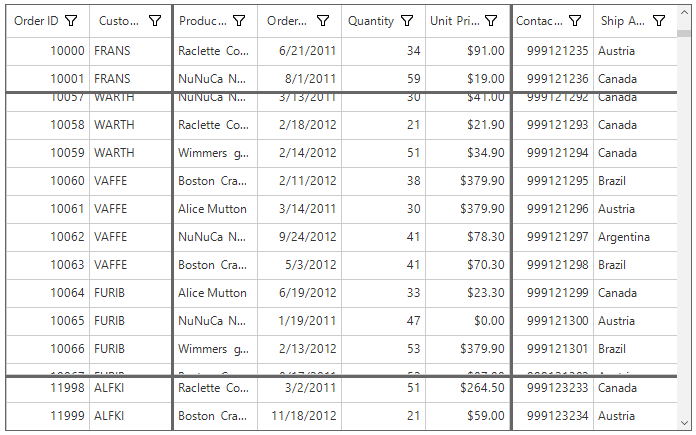 Order ID Custo... Produc... Order... Quantity Unit Pri... Contac... Ship A...
10000 FRANS Raclette Co... 6/21/2011 34 $91.00 999121235 Austria
10001 FRANS NuNuCa N... 8/1/2011 59 $19.00 999121236 Canada
10057 WARTH NuNuCa N... 3/13/2011 30 $41.00 999121292 Canada
10058 WARTH Raclette Co... 2/18/2012 21 $21.90 999121293 Canada
10059 WARTH Wimmers g... 2/14/2012 51 $34.90 999121294 Canada
10060 VAFFE Boston Cra... 2/11/2012 38 $379.90 999121295 Brazil
10061 VAFFE Alice Mutton 3/14/2011 30 $379.90 999121296 Austria
10062 VAFFE NuNuCa N... 9/24/2012 41 $78.30 999121297 Argentina
10063 VAFFE Boston Cra... 5/3/2012 41 $70.30 999121298 Brazil
10064 FURIB Alice Mutton 6/19/2012 33 $23.30 999121299 Canada
10065 FURIB NuNuCa N... 1/19/2011 47 $0.00 999121300 Austria
10066 FURIB Wimmers g... 2/13/2012 53 $379.90 999121301 Brazil
11998 ALFKI Raclette Co... 3/2/2011 51 $264.50 999123233 Canada
11999 ALFKI Boston Cra... 11/18/2012 21 $59.00 999123234 Austria